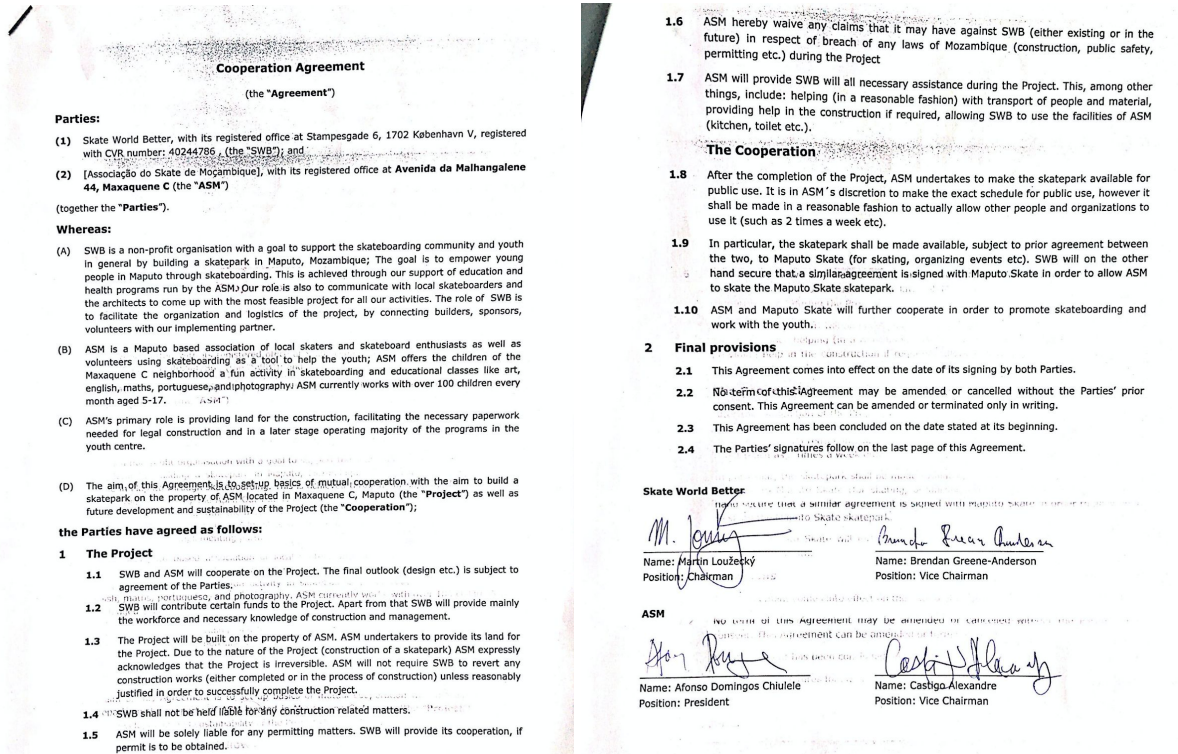 Cooperation Agreement
(the "Agreement")
Parties:
(1) Skate World Better, with its registered office at Stampesgade 6, 1702 København V, registered
with CVR number: 40244786 , (the "SWB"); and
(2) [Associação do Skate de Moçambique], with its registered office at Avenida da Malhangalene
44, Maxaquene C (the "ASM")
(together the "Parties").
Whereas:
(A) SWB is a non-profit organisation with a goal to support the skateboarding community and youth
in general by building a skatepark in Maputo, Mozambique; The goal is to empower young
people in Maputo through skateboarding. This is achieved through our support of education and
health programs run by the ASM. Our role is also to communicate with local skateboarders and
the architects to come up with the most feasible project for all our activities. The role of SWB is
to facilitate the organization and logistics of the project, by connecting builders, sponsors,
volunteers with our implementing partner.
(B) ASM is a Maputo based association of local skaters and skateboard enthusiasts as well as
volunteers using skateboarding as a tool to help the youth; ASM offers the children of the
Maxaquene C neighborhood a fun activity in skateboarding and educational classes like art,
english, maths, portuguese, and photography. ASM currently works with over 100 children every
month aged 5-17.
(C) ASM's primary role is providing land for the construction, facilitating the necessary paperwork
needed for legal construction and in a later stage operating majority of the programs in the
youth centre.
(D) The aim of this Agreement is to set-up basics of mutual cooperation with the aim to build a
skatepark on the property of ASM located in Maxaquene C, Maputo (the "Project") as well as
future development and sustainability of the Project (the "Cooperation");
the Parties have agreed as follows:
1 The Project
1.1 SWB and ASM will cooperate on the Project. The final outlook (design etc.) is subject to
agreement of the Parties.
1.2 SWB will contribute certain funds to the Project. Apart from that SWB will provide mainly
the workforce and necessary knowledge of construction and management.
1.3 The Project will be built on the property of ASM. ASM undertakers to provide its land for
the Project. Due to the nature of the Project (construction of a skatepark) ASM expressly
acknowledges that the Project is irreversible. ASM will not require SWB to revert any
construction works (either completed or in the process of construction) unless reasonably
justified in order to successfully complete the Project.
1.4 SWB shall not be held liable for any construction related matters.
1.5 ASM will be solely liable for any permitting matters. SWB will provide its cooperation, if
permit is to be obtained.
1.6 ASM hereby waive any claims that it may have against SWB (either existing or in the
future) in respect of breach of any laws of Mozambique (construction, public safety,
permitting etc.) during the Project
1.7 ASM will provide SWB will all necessary assistance during the Project. This, among other
things, include: helping (in a reasonable fashion) with transport of people and material,
providing help in the construction if required, allowing SWB to use the facilities of ASM
(kitchen, toilet etc.).
The Cooperation
1.8 After the completion of the Project, ASM undertakes to make the skatepark available for
public use. It is in ASM´s discretion to make the exact schedule for public use, however it
shall be made in a reasonable fashion to actually allow other people and organizations to
use it (such as 2 times a week etc).
1.9 In particular, the skatepark shall be made available, subject to prior agreement between
the two, to Maputo Skate (for skating, organizing events etc). SWB will on the other
hand secure that a similar agreement is signed with Maputo Skate in order to allow ASM
to skate the Maputo Skate skatepark.
1.10 ASM and Maputo Skate will further cooperate in order to promote skateboarding and
work with the youth.
2 Final provisions
2.1 This Agreement comes into effect on the date of its signing by both Parties.
2.2 No term of this Agreement may be amended or cancelled without the Parties' prior
consent. This Agreement can be amended or terminated only in writing.
2.3 This Agreement has been concluded on the date stated at its beginning.
2.4 The Parties' signatures follow on the last page of this Agreement.
Skate World Better
Name: Martin Loužecký
Position: Chairman
Name: Brendan Greene-Anderson
Position: Vice Chairman
ASM
Name: Afonso Domingos Chiulele
Position: President
Name: Castigo Alexandre
Position: Vice Chairman